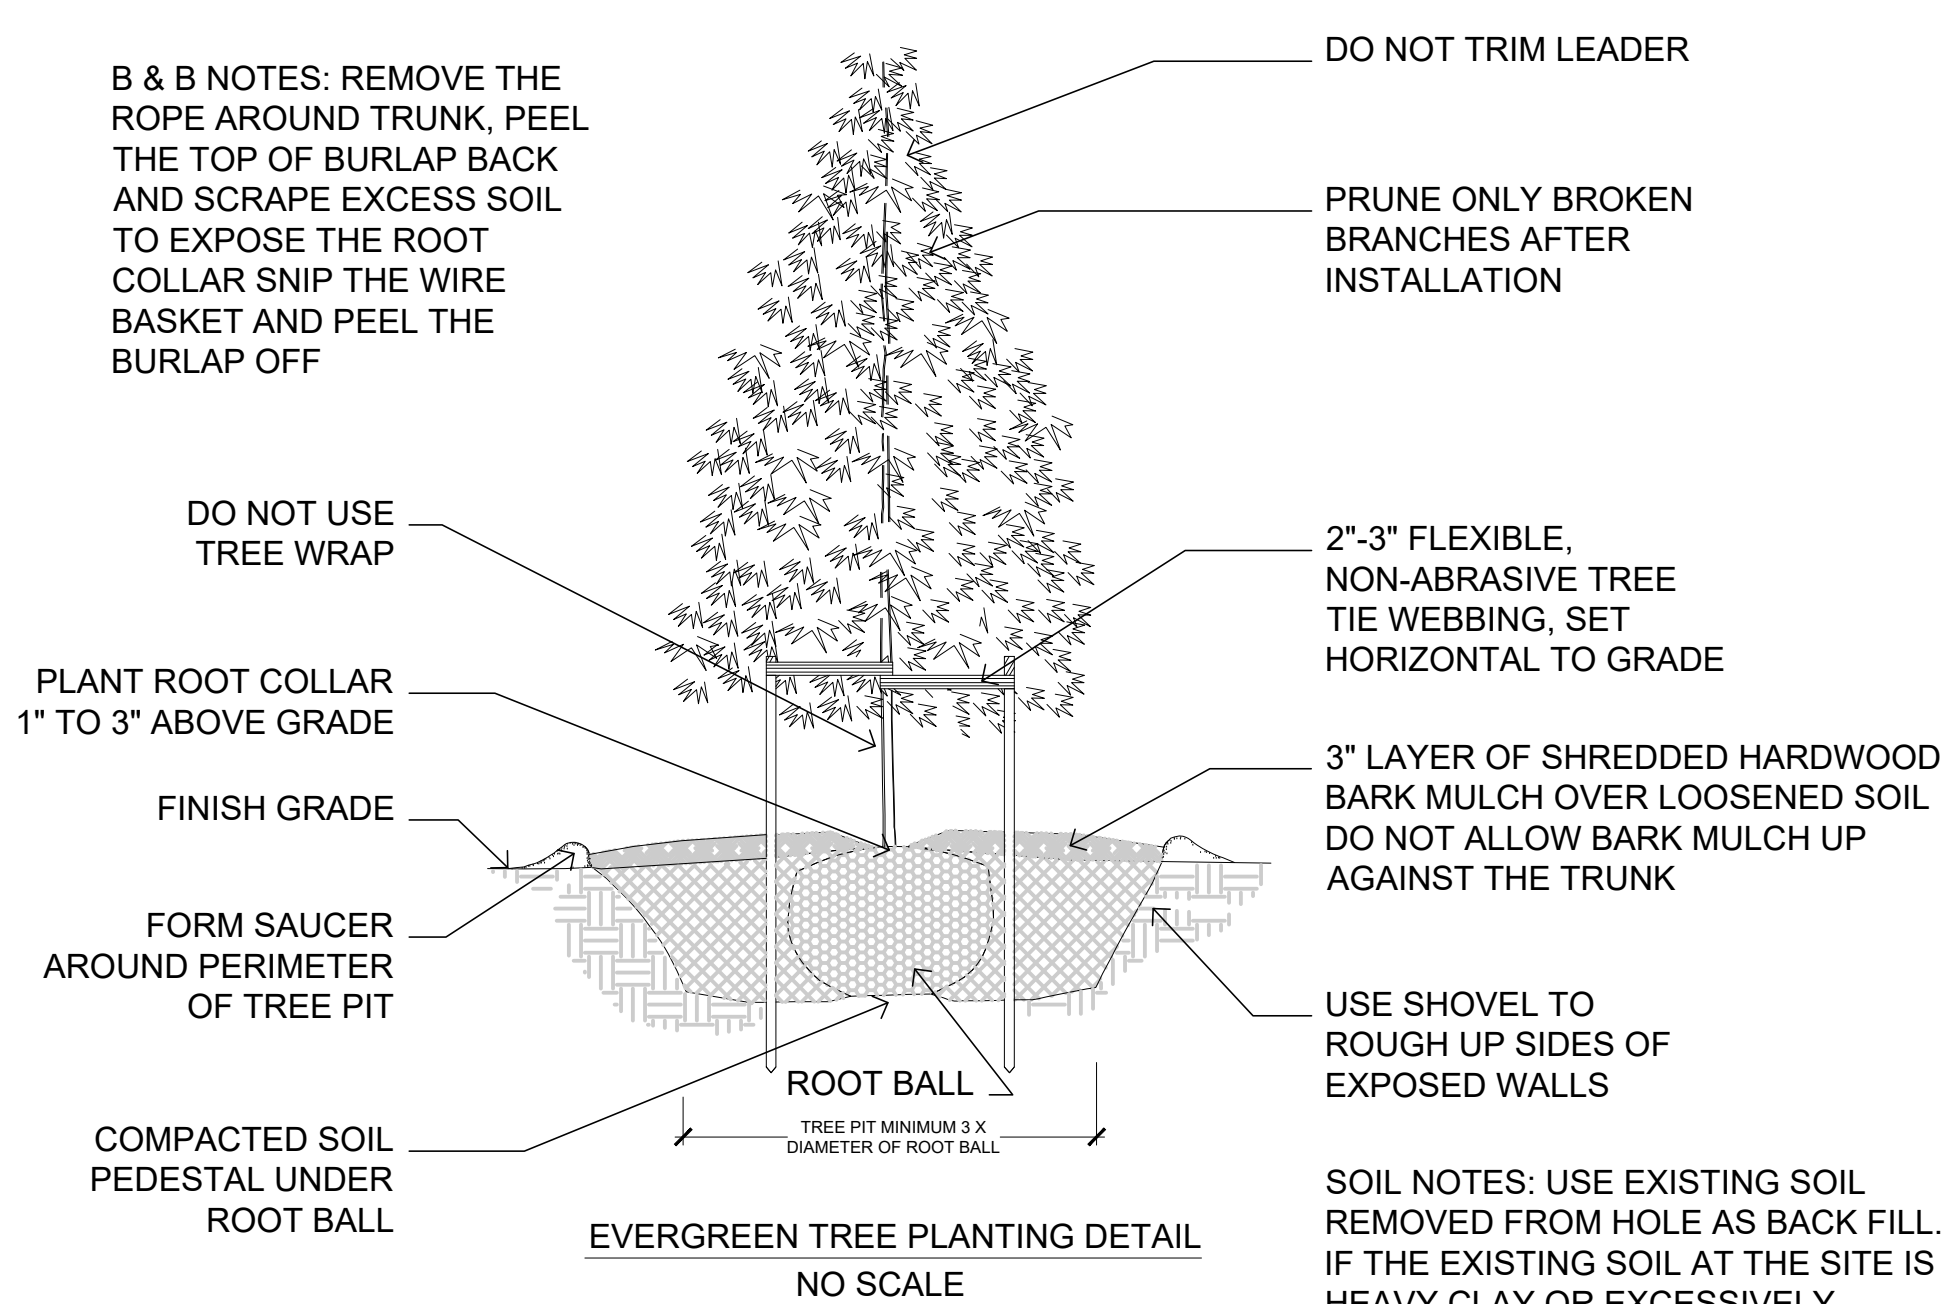 B & B NOTES: REMOVE THE
ROPE AROUND TRUNK, PEEL
THE TOP OF BURLAP BACK
AND SCRAPE EXCESS SOIL
TO EXPOSE THE ROOT
COLLAR SNIP THE WIRE
BASKET AND PEEL THE
BURLAP OFF
DO NOT USE
TREE WRAP
PLANT ROOT COLLAR
1" TO 3" ABOVE GRADE
FINISH GRADE
FORM SAUCER
AROUND PERIMETER
OF TREE PIT
COMPACTED SOIL
PEDESTAL UNDER
ROOT BALL
DO NOT TRIM LEADER
PRUNE ONLY BROKEN
BRANCHES AFTER
INSTALLATION
2"-3" FLEXIBLE,
NON-ABRASIVE TREE
TIE WEBBING, SET
HORIZONTAL TO GRADE
3" LAYER OF SHREDDED HARDWOOD
BARK MULCH OVER LOOSENED SOIL
DO NOT ALLOW BARK MULCH UP
AGAINST THE TRUNK
USE SHOVEL TO
ROUGH UP SIDES OF
EXPOSED WALLS
ROOT BALL
TREE PIT MINIMUM 3 X
DIAMETER OF ROOT BALL
EVERGREEN TREE PLANTING DETAIL
NO SCALE
SOIL NOTES: USE EXISTING SOIL
REMOVED FROM HOLE AS BACK FILL.
IF THE EXISTING SOIL AT THE SITE IS
HEAVY CLAY OR EXCESSIVELY